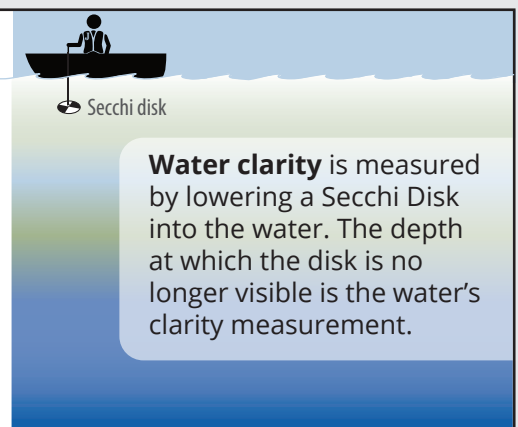 Secchi disk
Water clarity is measured
by lowering a Secchi Disk
into the water. The depth
at which the disk is no
longer visible is the water’s
clarity measurement.